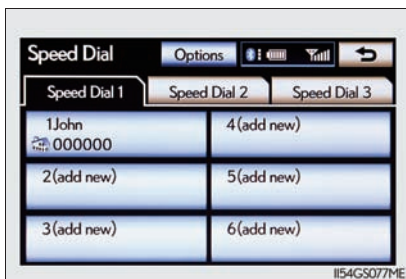 Speed Dial Options
Speed Dial 1 Speed Dial 2 Speed Dial 3
1John 4(add new)
000000
2(add new) 5(add new)
3(add new) 6(add new)
II54GS077ME